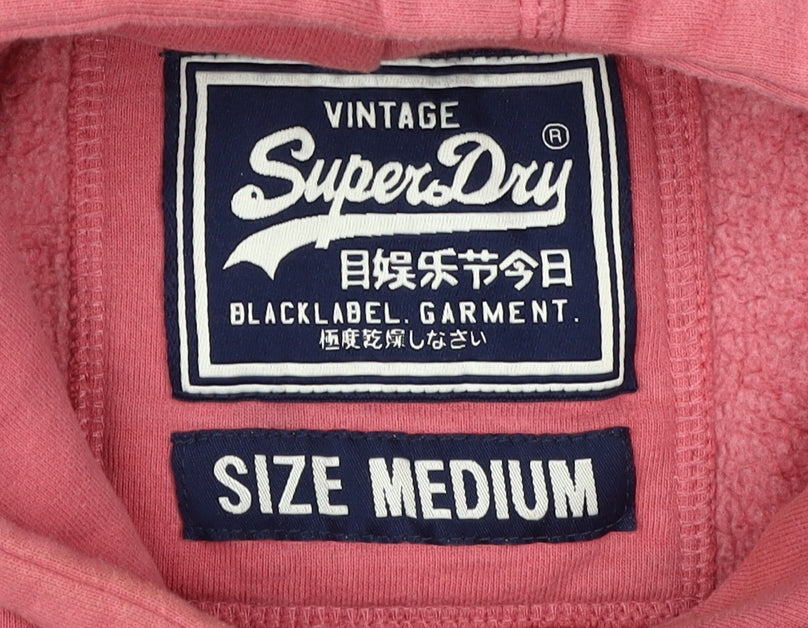 VINTAGE
SuperDry ®
目娱乐节今日
BLACKLABEL. GARMENT.
極度乾燥しなさい
SIZE MEDIUM